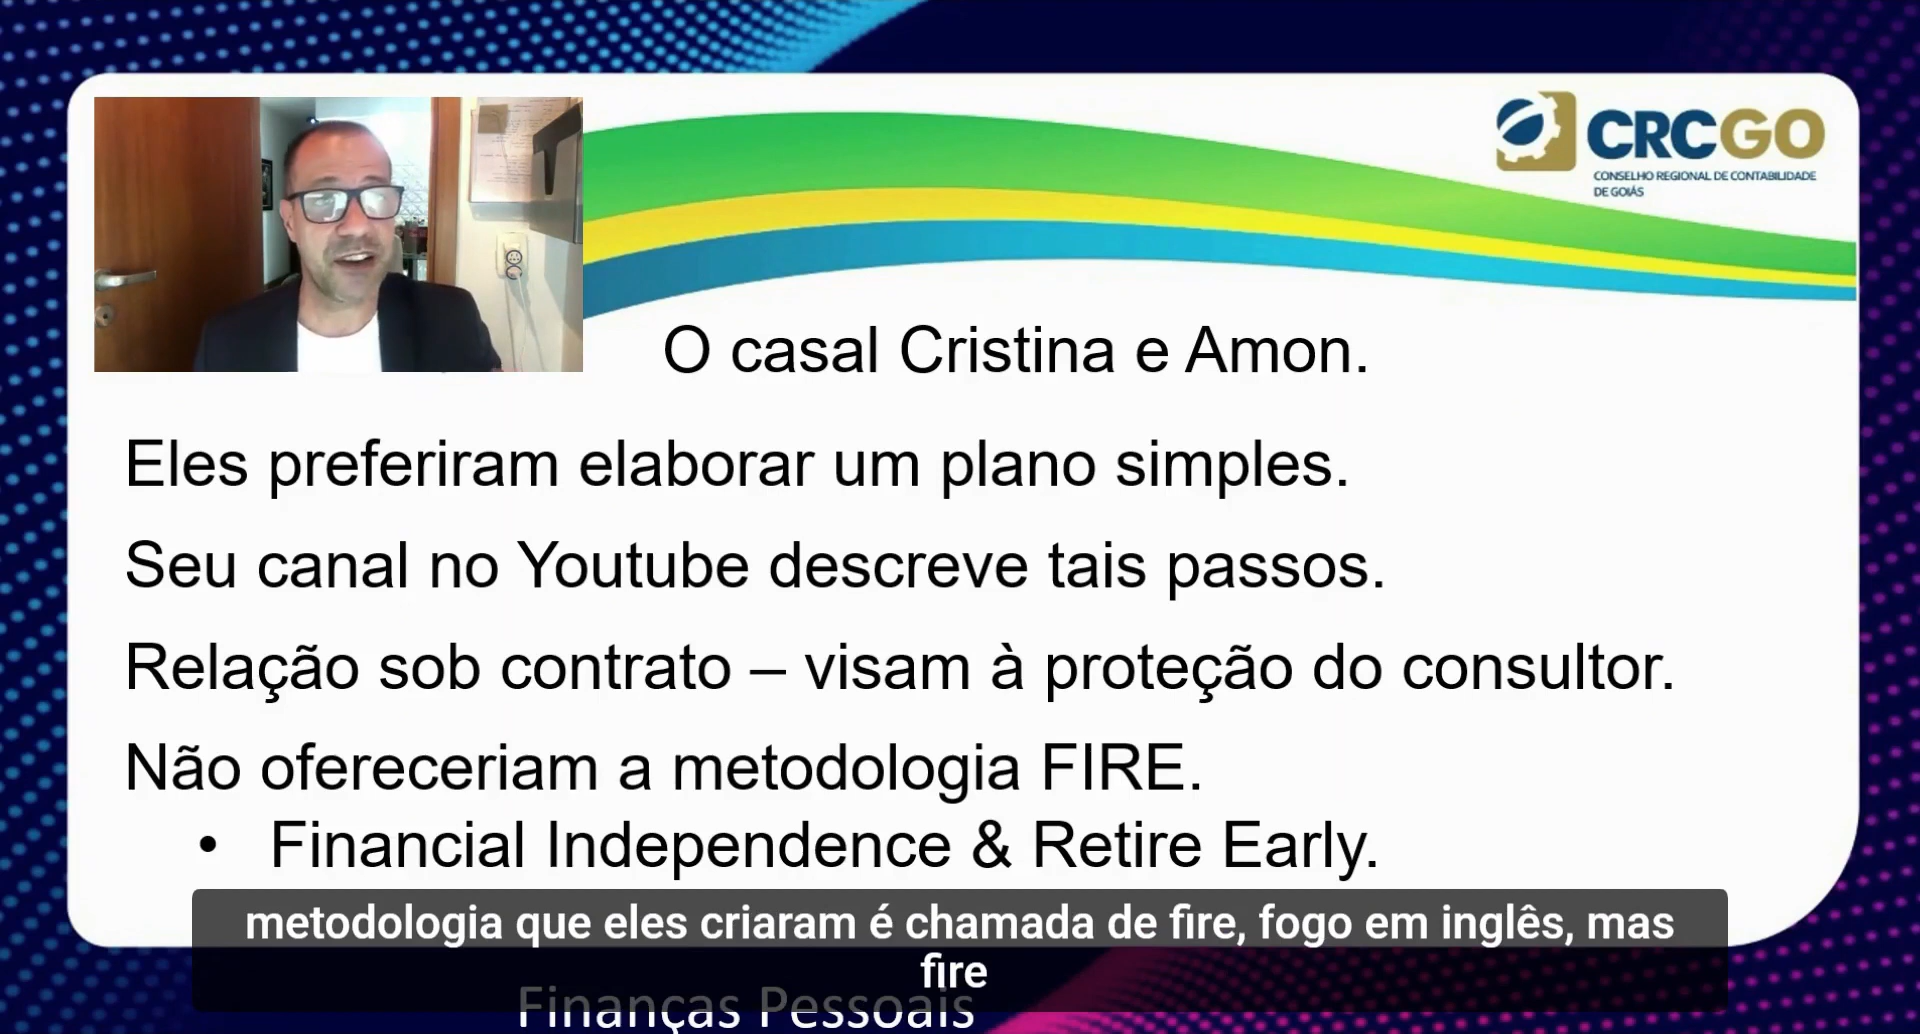 CRCGO
CONSELHO REGIONAL DE CONTABILIDADE
DE GOIÁS
O casal Cristina e Amon.
Eles preferiram elaborar um plano simples.
Seu canal no Youtube descreve tais passos.
Relação sob contrato – visam à proteção do consultor.
Não ofereceriam a metodologia FIRE.
• Financial Independence & Retire Early.
metodologia que eles criaram é chamada de fire, fogo em inglês, mas
fire
Finanças Pessoais